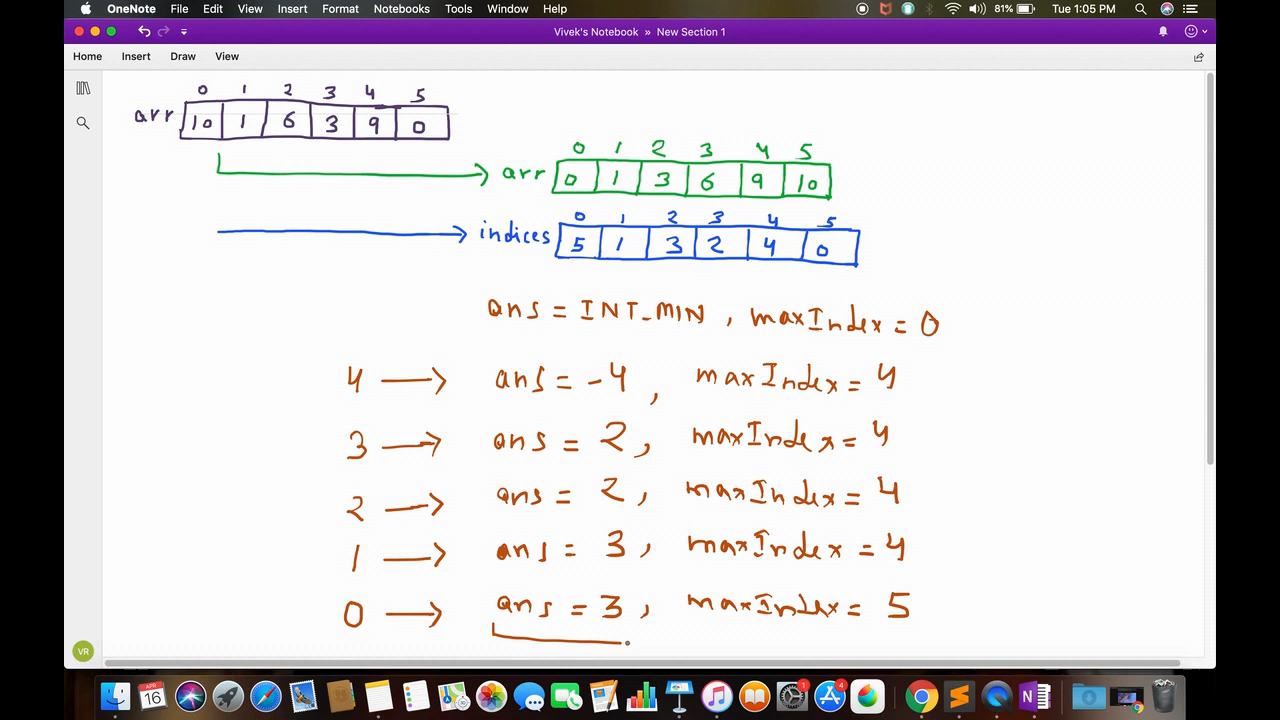 OneNote File Edit View Insert Format Notebooks Tools Window Help 81% Tue 1:05 PM
Vivek's Notebook » New Section 1
Home Insert Draw View
0 1 2 3 4 5
arr 10 1 6 3 9 0
0 1 2 3 4 5
arr 0 1 3 6 9 10
0 1 2 3 4 5
indices 5 1 3 2 4 0
ans = INT_MIN , maxIndex = 0
4 → ans = -4 , maxIndex = 4
3 → ans = 2 , maxIndex = 4
2 → ans = 2 , maxIndex = 4
1 → ans = 3 , maxIndex = 4
0 → ans = 3 , maxIndex = 5
VR